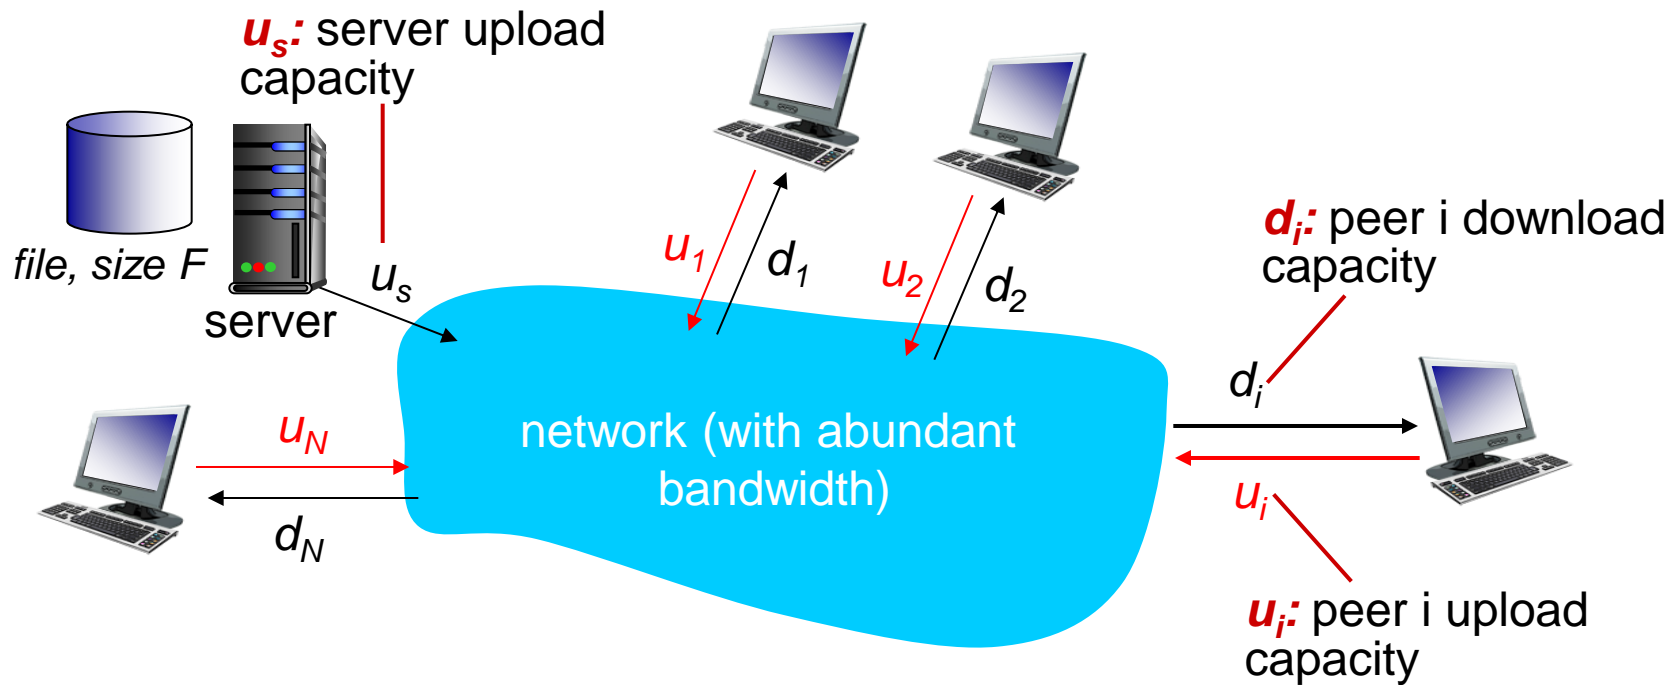 us: server upload
capacity
file, size F
server
us
u1
d1
u2
d2
di: peer i download
capacity
di
uN
dN
network (with abundant
bandwidth)
ui
ui: peer i upload
capacity